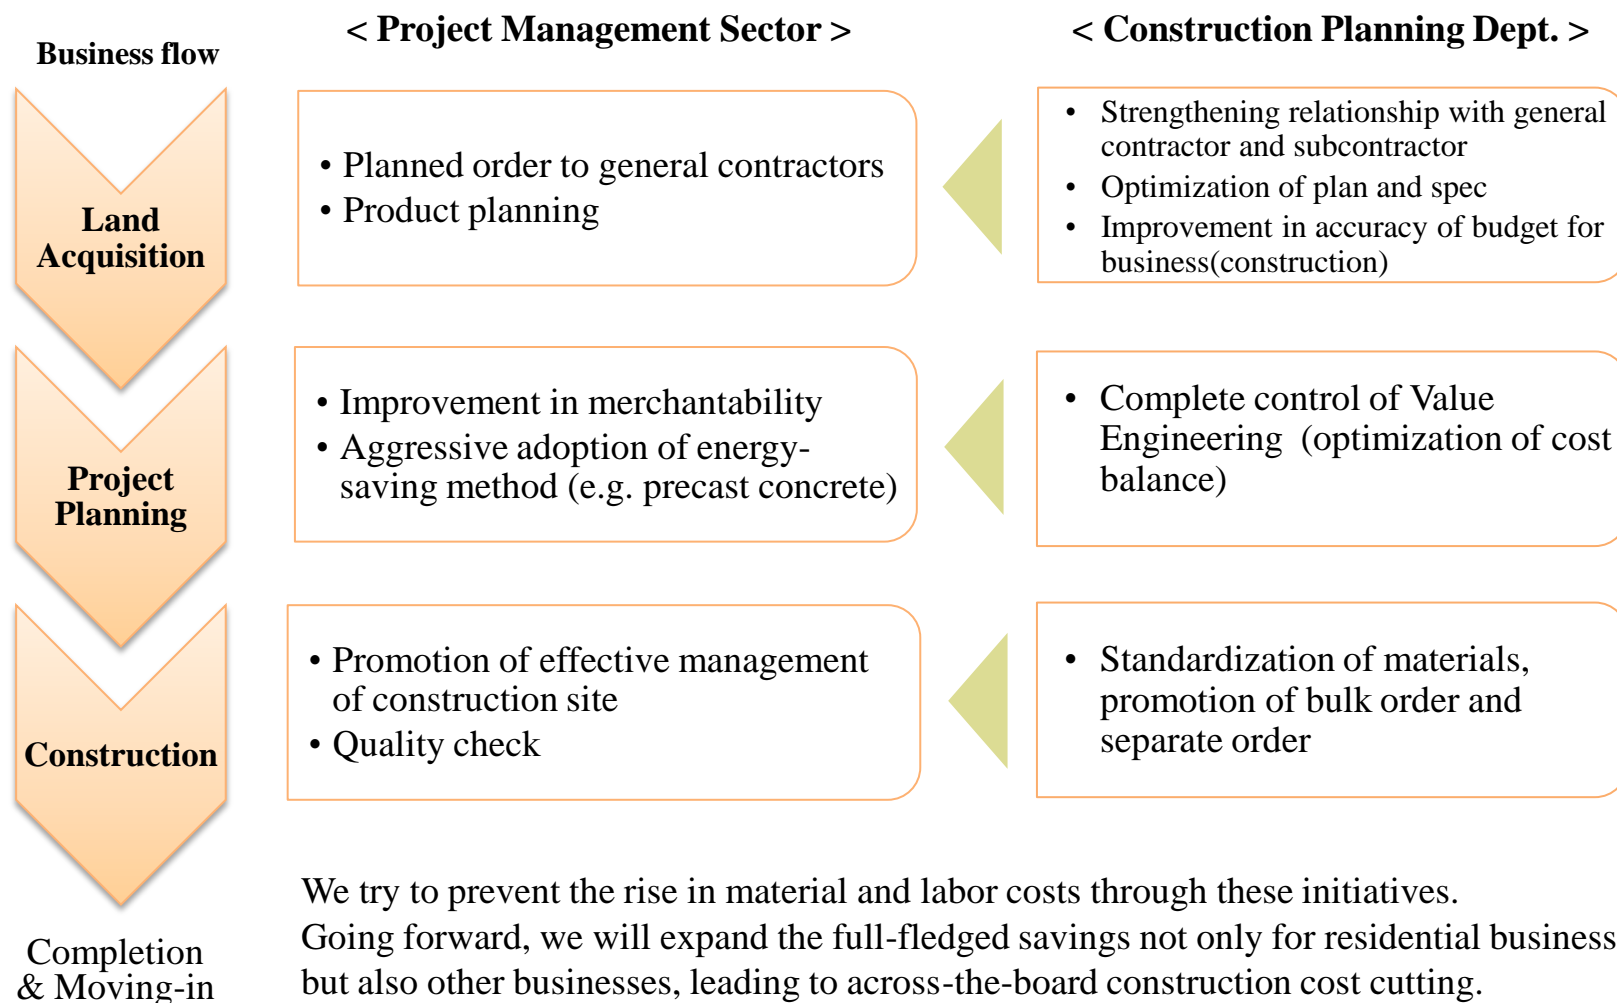 Business flow
< Project Management Sector >
< Construction Planning Dept. >
Land
Acquisition
• Planned order to general contractors
• Product planning
• Strengthening relationship with general
contractor and subcontractor
• Optimization of plan and spec
• Improvement in accuracy of budget for
business(construction)
Project
Planning
• Improvement in merchantability
• Aggressive adoption of energy-
saving method (e.g. precast concrete)
• Complete control of Value
Engineering (optimization of cost
balance)
Construction
• Promotion of effective management
of construction site
• Quality check
• Standardization of materials,
promotion of bulk order and
separate order
Completion
& Moving-in
We try to prevent the rise in material and labor costs through these initiatives.
Going forward, we will expand the full-fledged savings not only for residential business
but also other businesses, leading to across-the-board construction cost cutting.